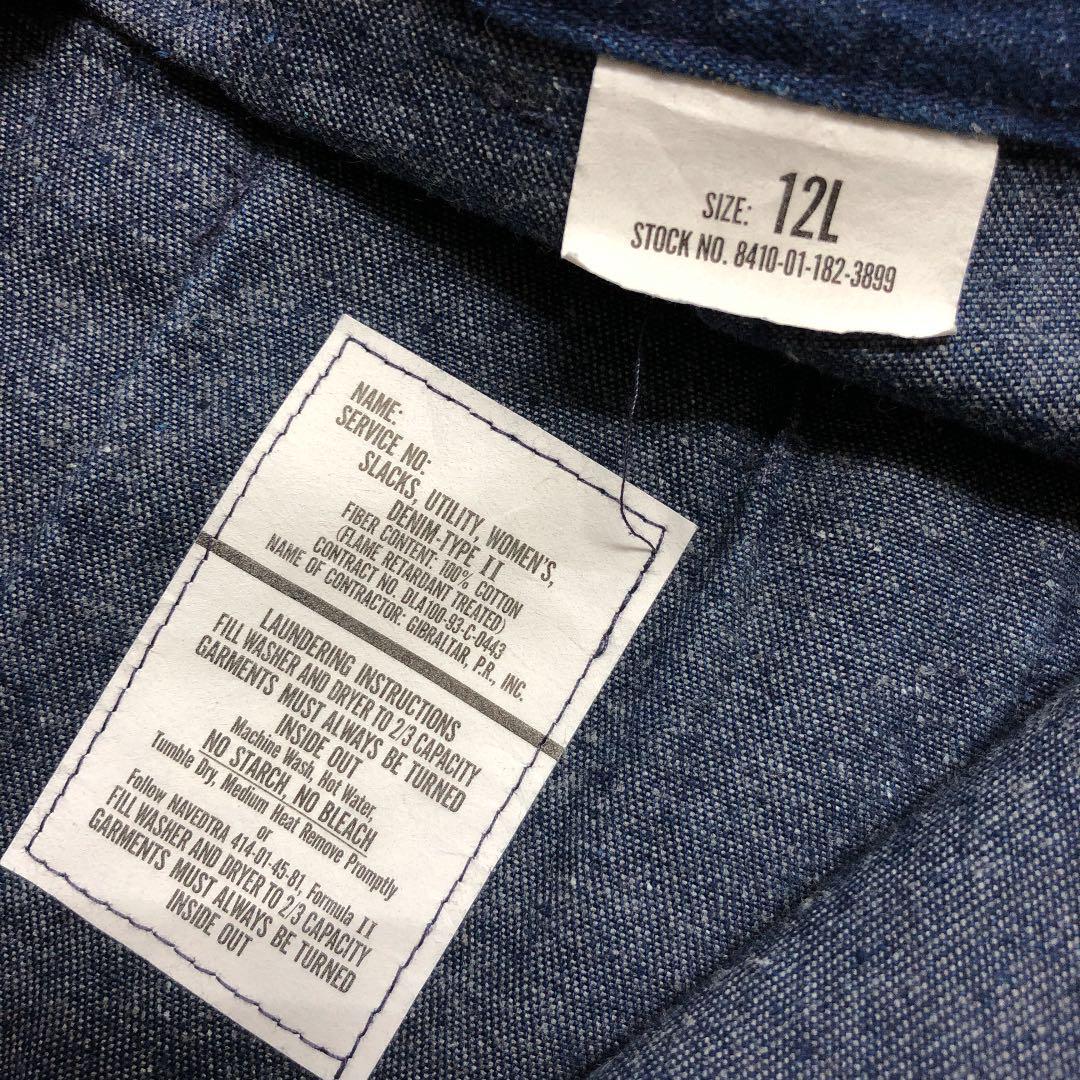 SIZE: 12L
STOCK NO. 8410-01-182-3899
NAME:
SERVICE NO:
SLACKS, UTILITY, WOMEN'S,
DENIM-TYPE II
FIBER CONTENT: 100% COTTON
(FLAME RETARDANT TREATED)
CONTRACT NO. DLA100-93-C-0443
NAME OF CONTRACTOR: GIBRALTAR, P.R., INC.
LAUNDERING INSTRUCTIONS
FILL WASHER AND DRYER TO 2/3 CAPACITY
GARMENTS MUST ALWAYS BE TURNED
INSIDE OUT
Machine Wash, Hot Water,
NO STARCH, NO BLEACH
Tumble Dry, Medium Heat Remove Promptly
or
Follow NAVEDTRA 414-01-45-81, Formula II
FILL WASHER AND DRYER TO 2/3 CAPACITY
GARMENTS MUST ALWAYS BE TURNED
INSIDE OUT